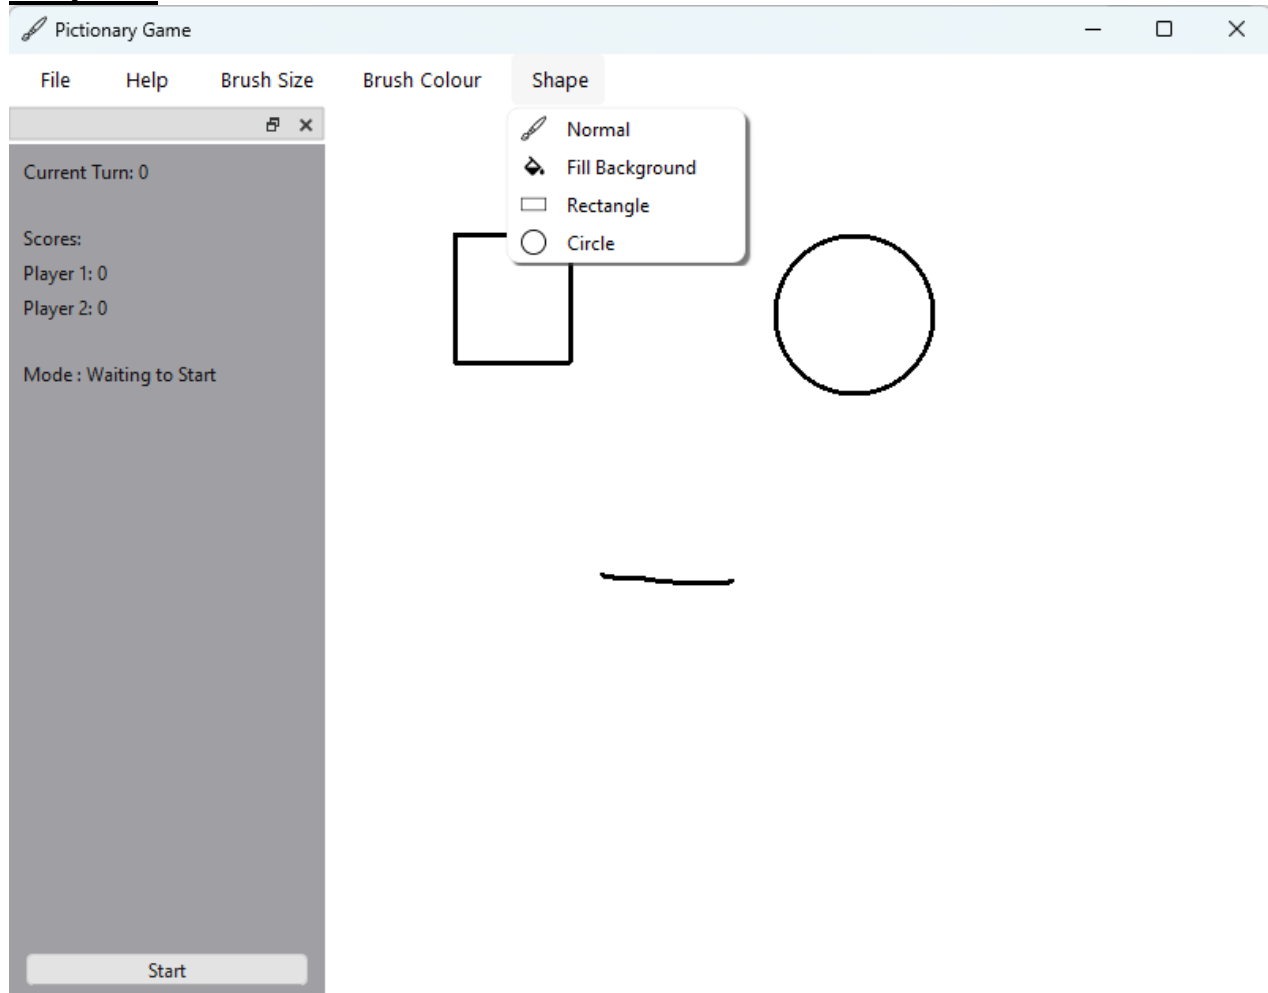 Pictionary Game
File Help Brush Size Brush Colour Shape
Normal
Fill Background
Rectangle
Circle
Current Turn: 0
Scores:
Player 1: 0
Player 2: 0
Mode : Waiting to Start
Start